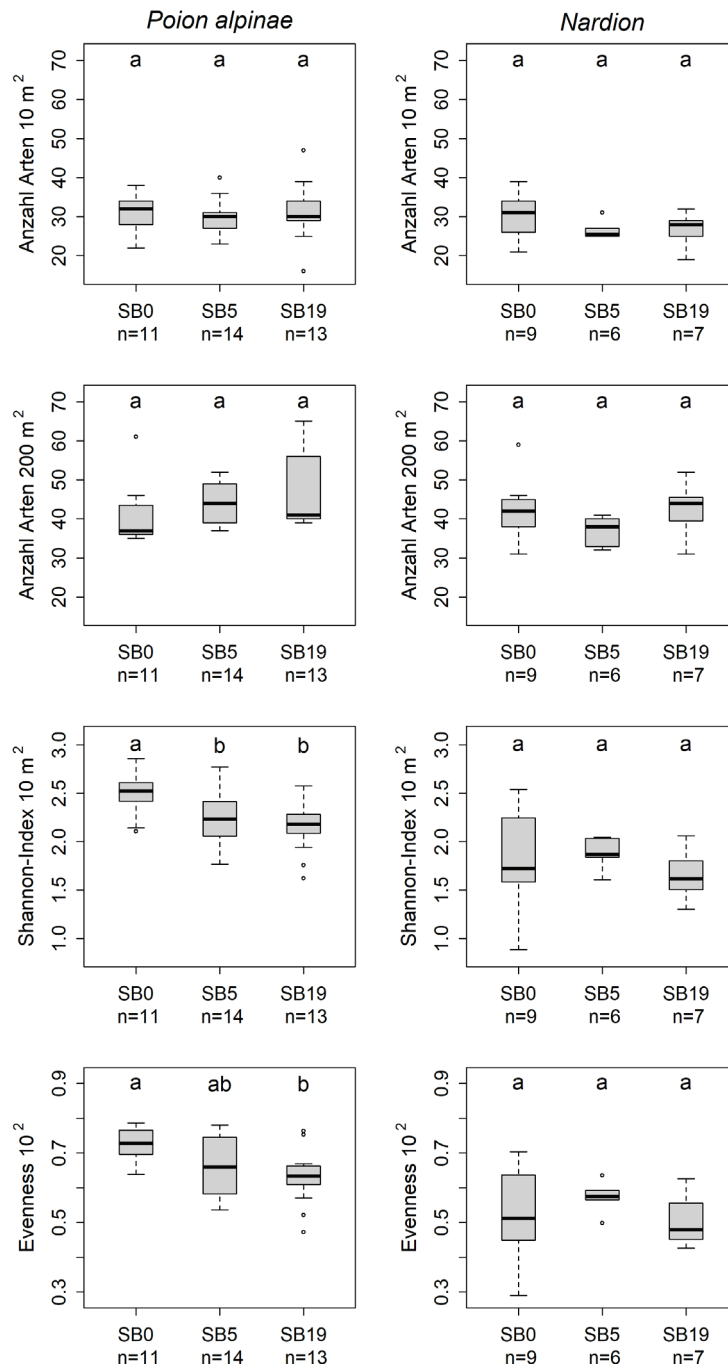 Poion alpinae
Nardion
Anzahl Arten 10 m²
70
60
50
40
30
20
a a a
SB0 SB5 SB19
n=11 n=14 n=13
Anzahl Arten 10 m²
70
60
50
40
30
20
a a a
SB0 SB5 SB19
n=9 n=6 n=7
Anzahl Arten 200 m²
70
60
50
40
30
20
a a a
SB0 SB5 SB19
n=11 n=14 n=13
Anzahl Arten 200 m²
70
60
50
40
30
20
a a a
SB0 SB5 SB19
n=9 n=6 n=7
Shannon-Index 10 m²
3.0
2.5
2.0
1.5
1.0
a b b
SB0 SB5 SB19
n=11 n=14 n=13
Shannon-Index 10 m²
3.0
2.5
2.0
1.5
1.0
a a a
SB0 SB5 SB19
n=9 n=6 n=7
Evenness 10²
0.9
0.7
0.5
0.3
a ab b
SB0 SB5 SB19
n=11 n=14 n=13
Evenness 10²
0.9
0.7
0.5
0.3
a a a
SB0 SB5 SB19
n=9 n=6 n=7